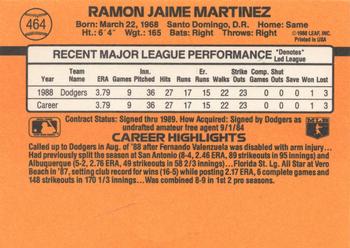 464
RAMON JAIME MARTINEZ
Born: March 22, 1968 Santo Domingo, D.R. Home: Same
Ht.: 6'4" Wgt.: 165 Bats: Right Throws: Right
©1988 LEAF, INC.
Printed in U.S.A.
RECENT MAJOR LEAGUE PERFORMANCE *Denotes Led League
ERA Games Innings Pitched Hits Runs Er. Runs Walks Strike Outs Comp. Games Shut Outs Save Won Lost
1988 Dodgers 3.79 9 36 27 17 15 22 23 0 0 0 1 3
Career 3.79 9 36 27 17 15 22 23 0 0 0 1 3
Contract Status: Signed thru 1989. How Acquired: Signed by Dodgers as
undrafted amateur free agent 9/1/84
CAREER HIGHLIGHTS
Called up to Dodgers in Aug. of '88 after Fernando Valenzuela was disabled with arm injury...
Had previously split the season at San Antonio (8-4, 2.46 ERA, 89 strikeouts in 95 innings) and
Albuquerque (5-2, 2.76 ERA, 49 strikeouts in 58 2/3 innings)...Florida St. Lg. All Star at Vero
Beach in '87, setting club record for wins (16-5) while posting 2.17 ERA, 6 complete games and
148 strikeouts in 170 1/3 innings... Was combined 8-9 in 1st 2 pro seasons.